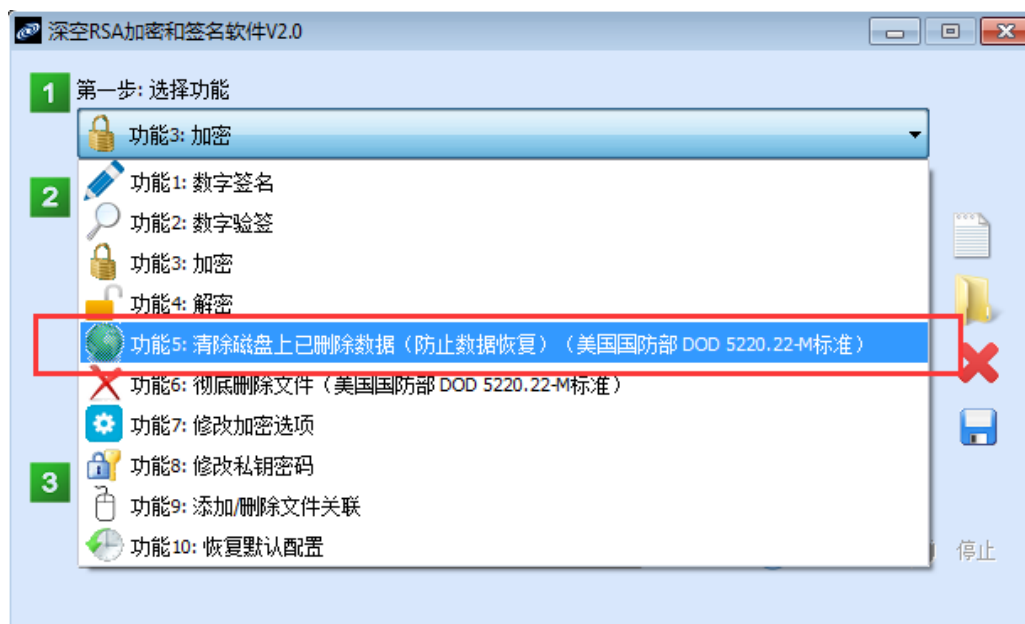 深空RSA加密和签名软件V2.0
1 第一步: 选择功能
功能3: 加密
功能1: 数字签名
2
功能2: 数字验签
功能3: 加密
功能4: 解密
功能5: 清除磁盘上已删除数据（防止数据恢复）（美国国防部 DOD 5220.22-M标准）
功能6: 彻底删除文件（美国国防部 DOD 5220.22-M标准）
功能7: 修改加密选项
功能8: 修改私钥密码
3
功能9: 添加/删除文件关联
功能10: 恢复默认配置
停止